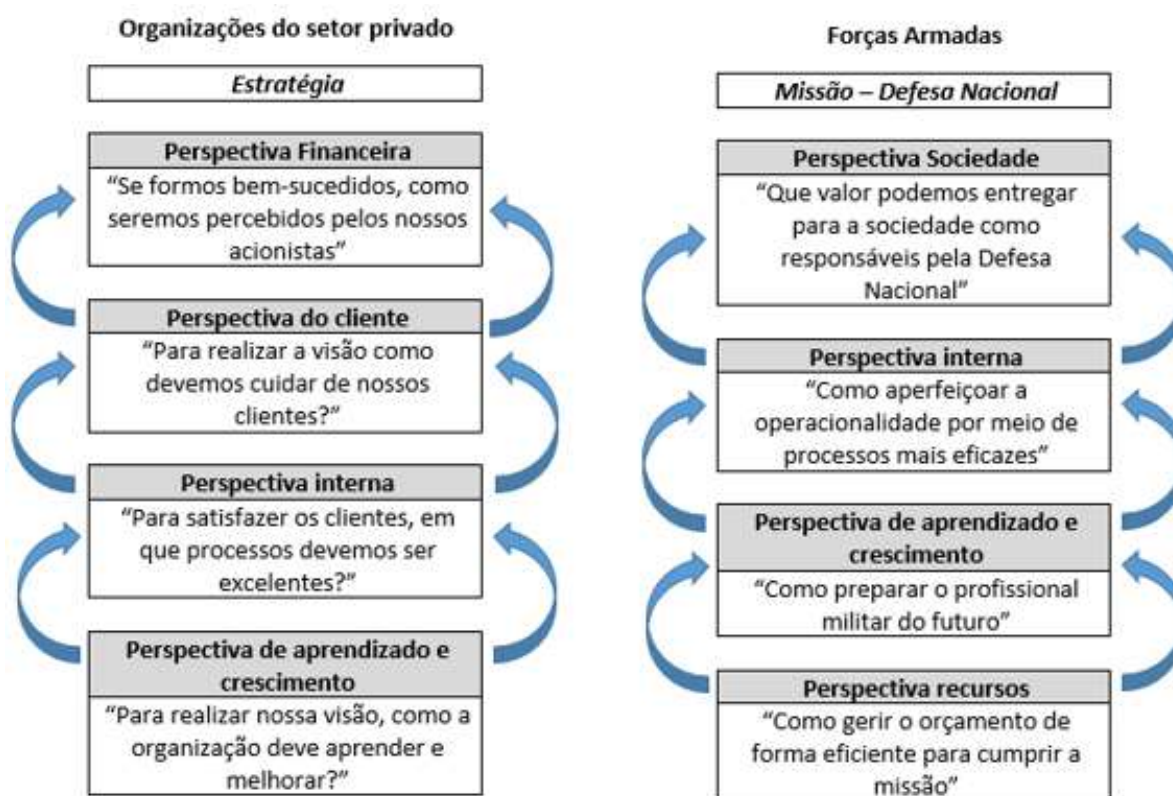 Organizações do setor privado
Estratégia
Perspectiva Financeira
“Se formos bem-sucedidos, como
seremos percebidos pelos nossos
acionistas”
Perspectiva do cliente
“Para realizar a visão como
devemos cuidar de nossos
clientes?”
Perspectiva interna
“Para satisfazer os clientes, em
que processos devemos ser
excelentes?”
Perspectiva de aprendizado e
crescimento
“Para realizar nossa visão, como a
organização deve aprender e
melhorar?”
Forças Armadas
Missão – Defesa Nacional
Perspectiva Sociedade
“Que valor podemos entregar
para a sociedade como
responsáveis pela Defesa
Nacional”
Perspectiva interna
“Como aperfeiçoar a
operacionalidade por meio de
processos mais eficazes”
Perspectiva de aprendizado e
crescimento
“Como preparar o profissional
militar do futuro”
Perspectiva recursos
“Como gerir o orçamento de
forma eficiente para cumprir a
missão”